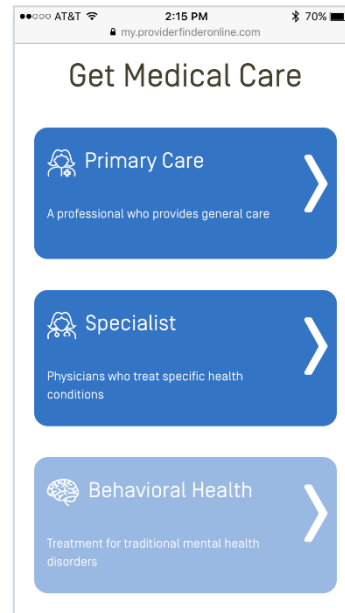 AT&T 2:15 PM 70%
my.providerfinderonline.com
Get Medical Care
Primary Care
A professional who provides general care
Specialist
Physicians who treat specific health
conditions
Behavioral Health
Treatment for traditional mental health
disorders